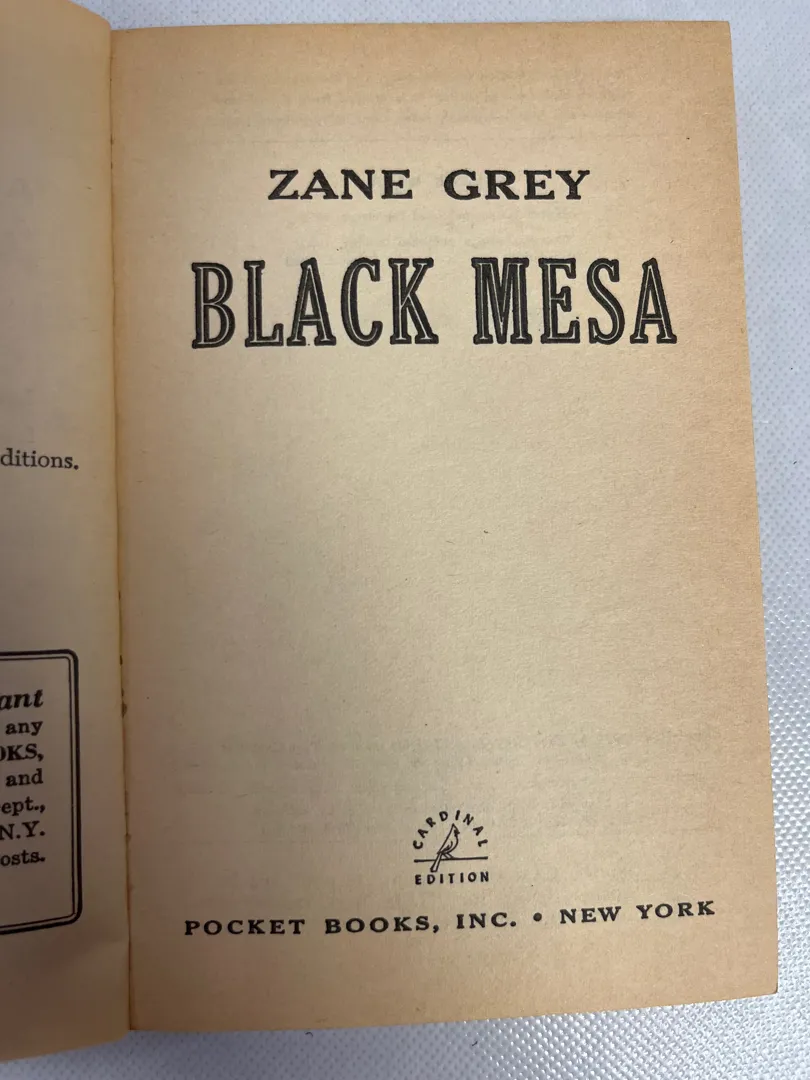 ditions.
ant
any
OKS,
and
ept.,
N.Y.
osts.
ZANE GREY
BLACK MESA
CARDINAL
EDITION
POCKET BOOKS, INC. • NEW YORK